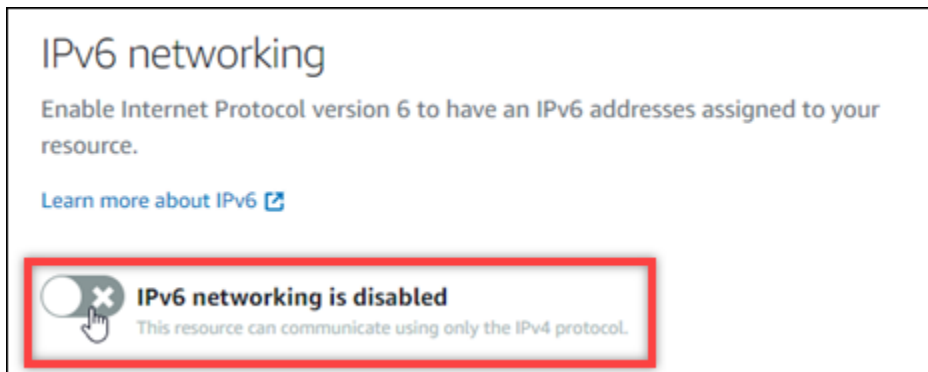 IPv6 networking
Enable Internet Protocol version 6 to have an IPv6 addresses assigned to your
resource.
Learn more about IPv6
IPv6 networking is disabled
This resource can communicate using only the IPv4 protocol.